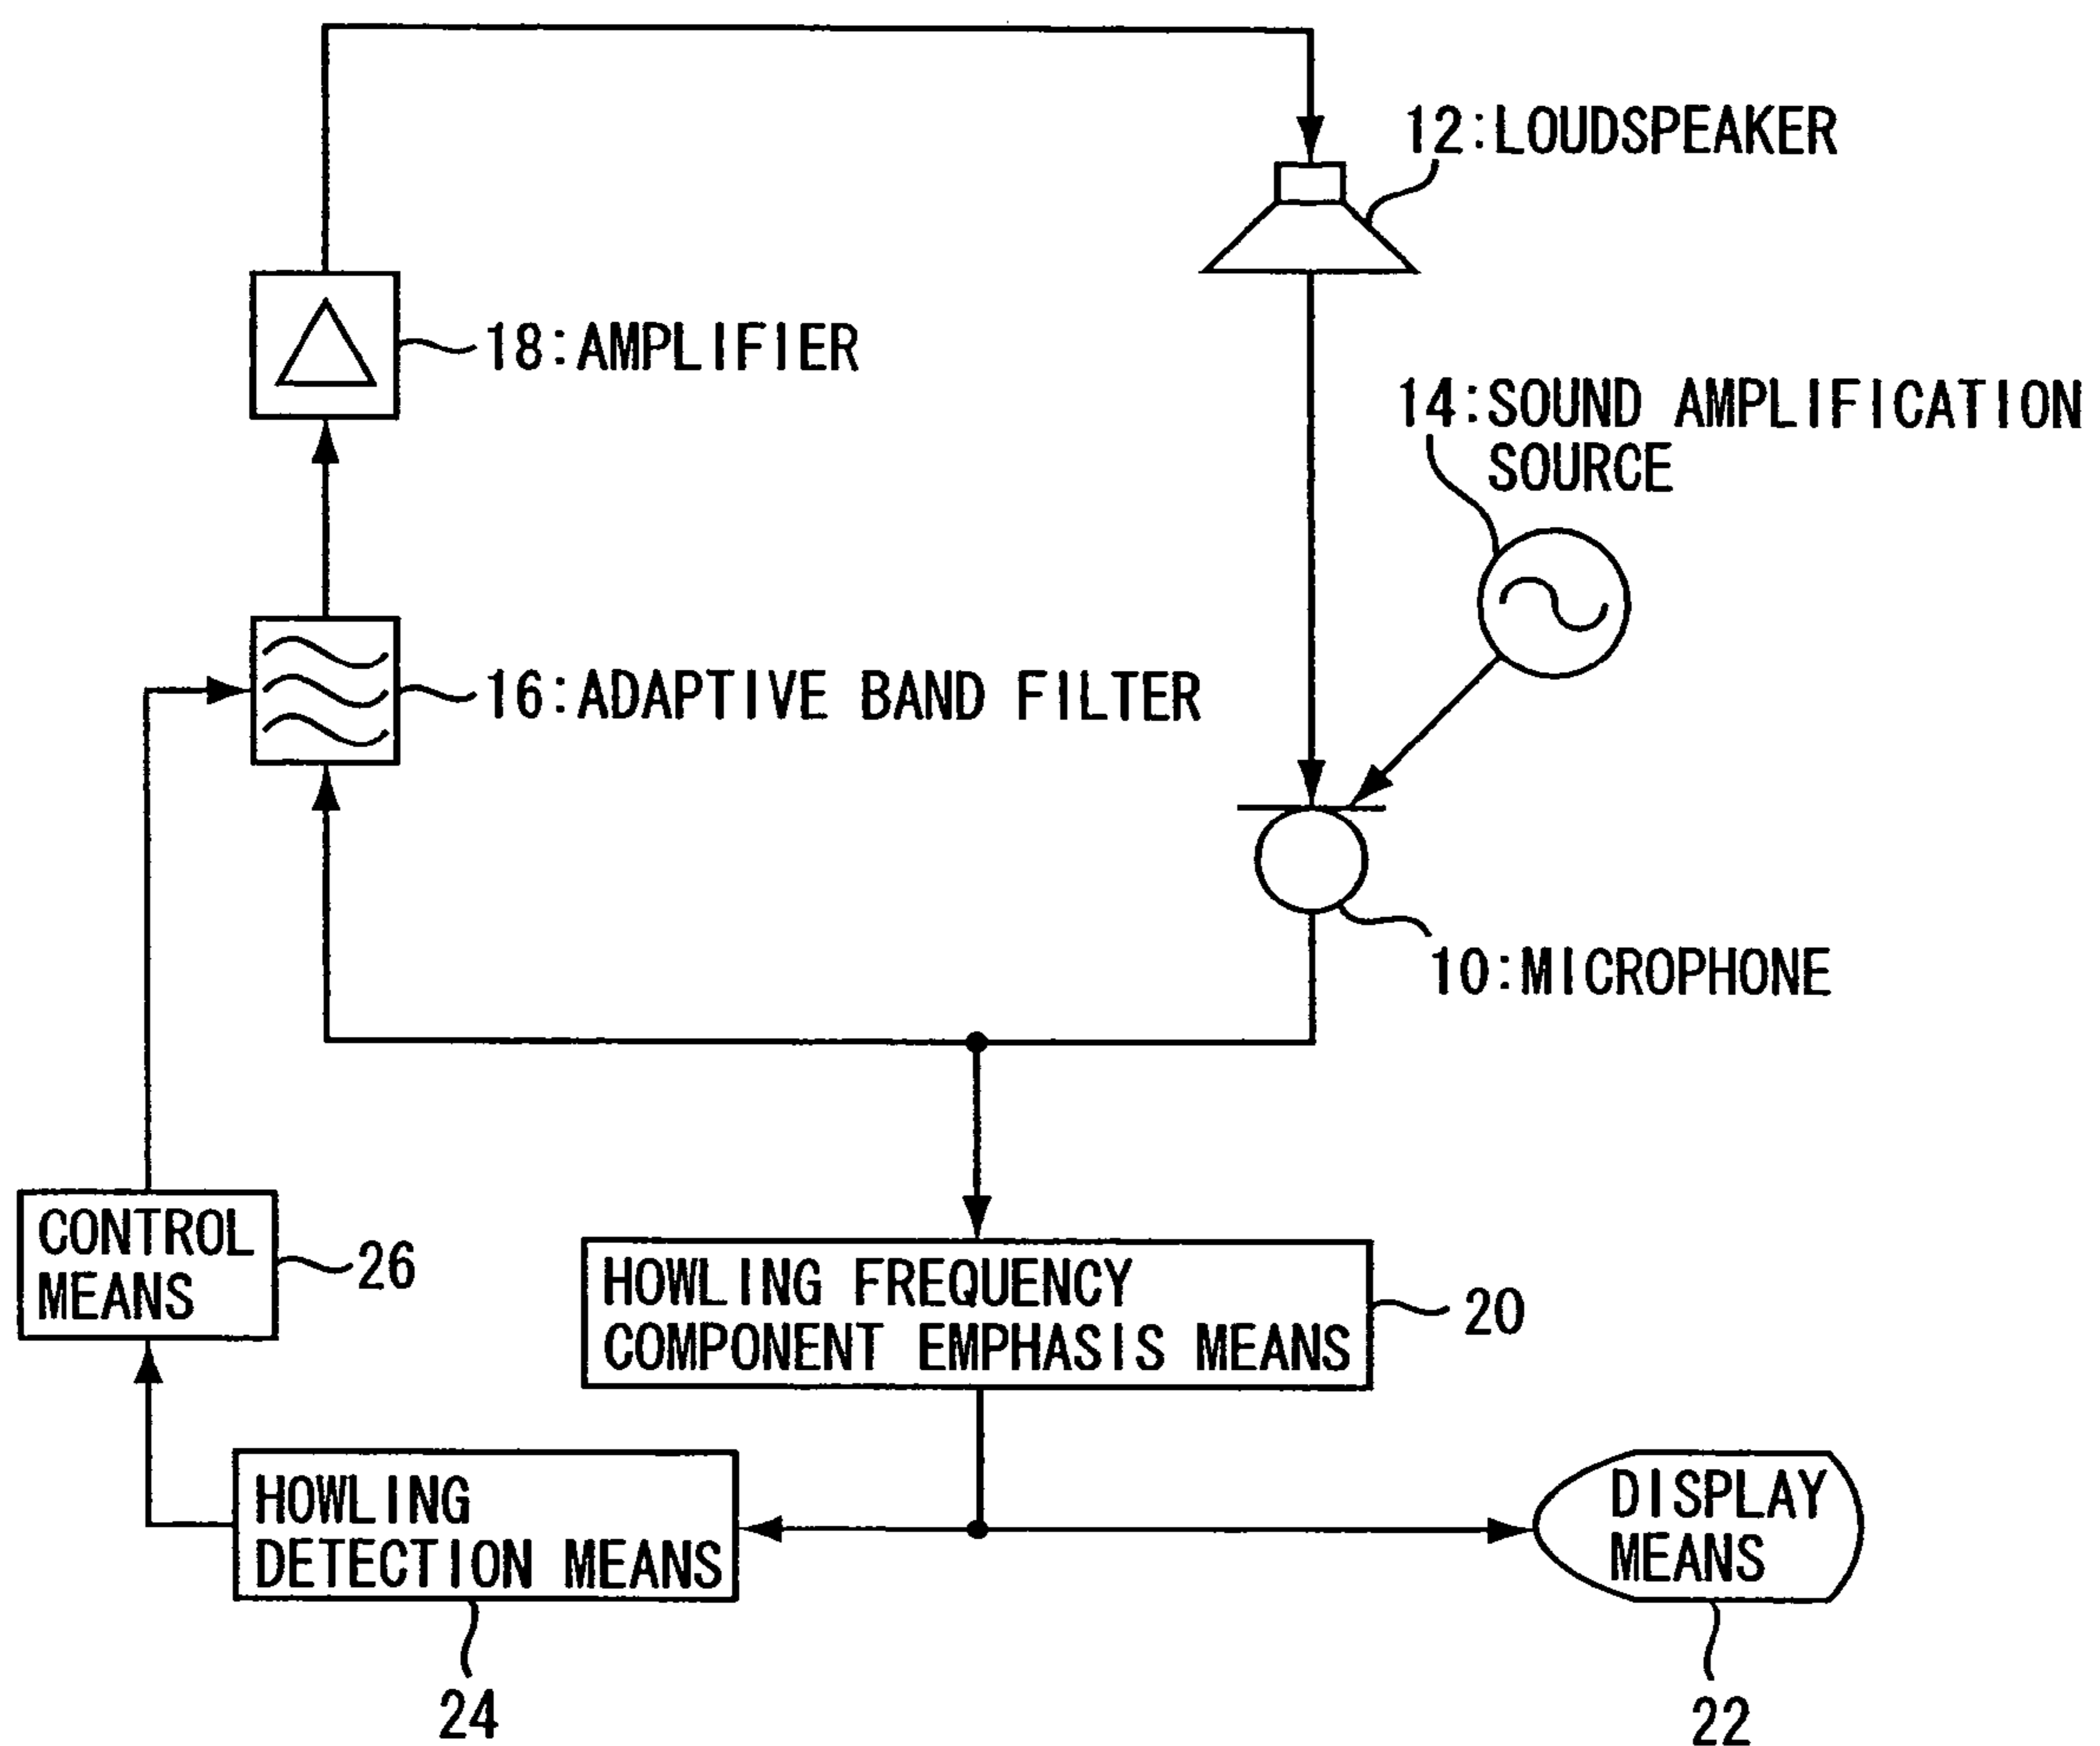 12:LOUDSPEAKER
18:AMPLIFIER
14:SOUND AMPLIFICATION
SOURCE
16:ADAPTIVE BAND FILTER
10:MICROPHONE
CONTROL
MEANS
26
HOWLING FREQUENCY
COMPONENT EMPHASIS MEANS
20
HOWLING
DETECTION MEANS
24
DISPLAY
MEANS
22